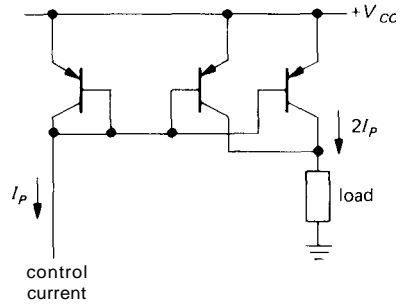 +V_CC
2I_P
I_P
load
control
current